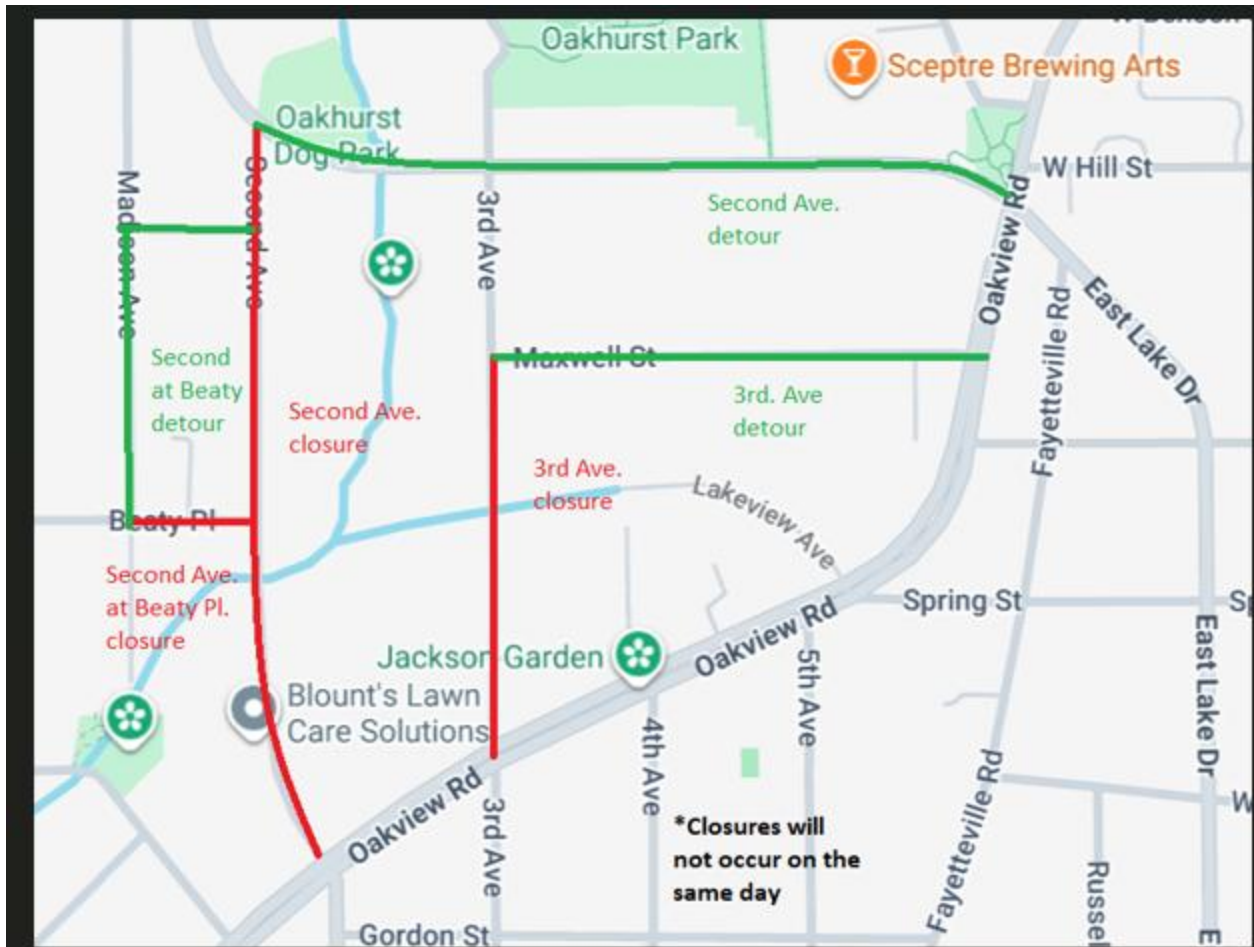 Oakhurst Park
Sceptre Brewing Arts
Oakhurst
Dog Park
W Hill St
Madison Ave
Second Ave
3rd Ave
Second Ave.
detour
Oakview Rd
Fayetteville Rd
East Lake Dr
Second
at Beaty
detour
Second Ave.
closure
Maxwell St
3rd. Ave
detour
3rd Ave.
closure
Lakeview Ave
Beaty Pl
Second Ave.
at Beaty Pl.
closure
Spring St
Jackson Garden
Oakview Rd
5th Ave
East Lake Dr
Blount's Lawn
Care Solutions
4th Ave
Oakview Rd
3rd Ave
*Closures will
not occur on the
same day
Fayetteville Rd
W
Russe
E
Gordon St